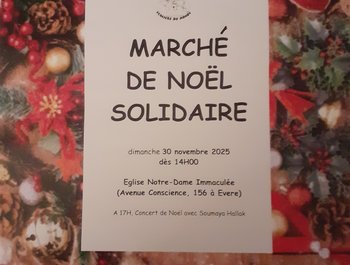 MARCHÉ
DE NOËL
SOLIDAIRE
dimanche 30 novembre 2025
dès 14H00
Eglise Notre-Dame Immaculée
(Avenue Conscience, 156 à Evere)
A 17H, Concert de Noel avec Soumaya Hallak